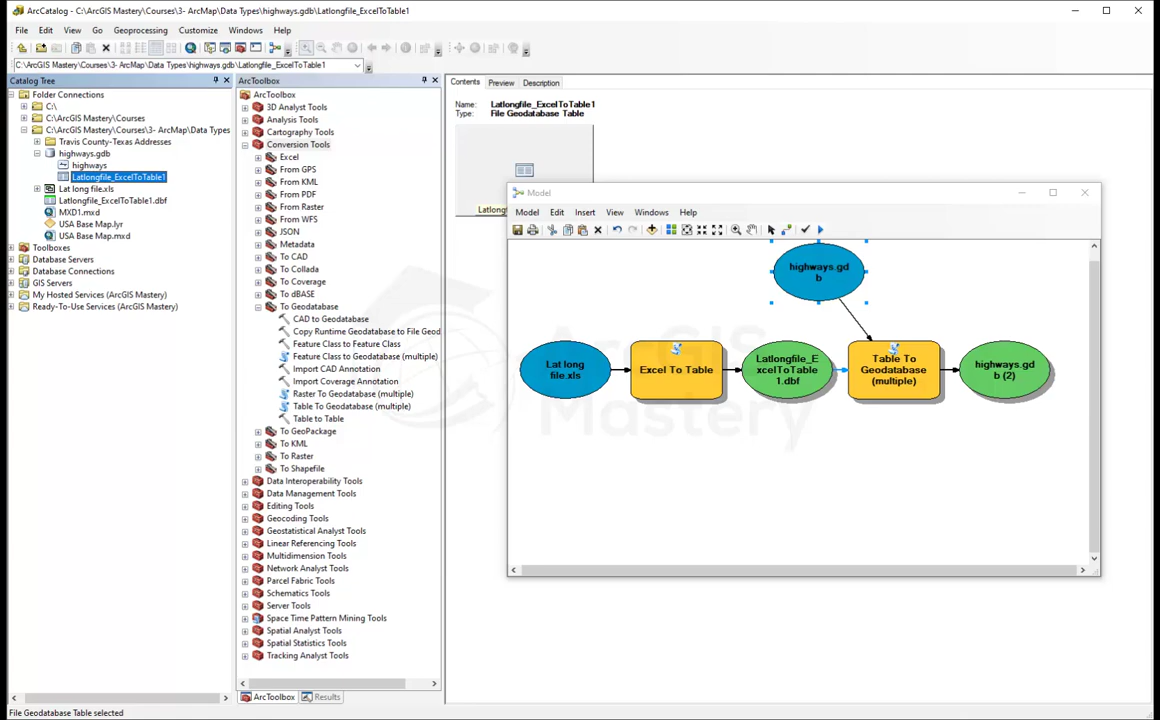 ArcCatalog - C:\ArcGIS Mastery\Courses\3- ArcMap\Data Types\highways.gdb\Latlongfile_ExcelToTable1
File Edit View Go Geoprocessing Customize Windows Help
C:\ArcGIS Mastery\Courses\3- ArcMap\Data Types\highways.gdb\Latlongfile_ExcelToTable1
Catalog Tree
Folder Connections
C:\
C:\ArcGIS Mastery\Courses
C:\ArcGIS Mastery\Courses\3- ArcMap\Data Types
Travis County-Texas Addresses
highways.gdb
highways
Latlongfile_ExcelToTable1
Lat long file.xls
Latlongfile_ExcelToTable1.dbf
MXD1.mxd
USA Base Map.lyr
USA Base Map.mxd
Toolboxes
Database Servers
Database Connections
GIS Servers
My Hosted Services (ArcGIS Mastery)
Ready-To-Use Services (ArcGIS Mastery)
ArcToolbox
ArcToolbox
3D Analyst Tools
Analysis Tools
Cartography Tools
Conversion Tools
Excel
From GPS
From KML
From PDF
From Raster
From WFS
JSON
Metadata
To CAD
To Collada
To Coverage
To dBASE
To Geodatabase
CAD to Geodatabase
Copy Runtime Geodatabase to File Geod
Feature Class to Feature Class
Feature Class to Geodatabase (multiple)
Import CAD Annotation
Import Coverage Annotation
Raster To Geodatabase (multiple)
Table To Geodatabase (multiple)
Table to Table
To GeoPackage
To KML
To Raster
To Shapefile
Data Interoperability Tools
Data Management Tools
Editing Tools
Geocoding Tools
Geostatistical Analyst Tools
Linear Referencing Tools
Multidimension Tools
Network Analyst Tools
Parcel Fabric Tools
Schematics Tools
Server Tools
Space Time Pattern Mining Tools
Spatial Analyst Tools
Spatial Statistics Tools
Tracking Analyst Tools
ArcToolbox Results
Contents Preview Description
Name: Latlongfile_ExcelToTable1
Type: File Geodatabase Table
Latlong
Model
Model Edit Insert View Windows Help
highways.gd
b
Lat long
file.xls
Excel To Table
Latlongfile_E
xcelToTable
1.dbf
Table To
Geodatabase
(multiple)
highways.gd
b (2)
ArcGIS
Mastery
File Geodatabase Table selected